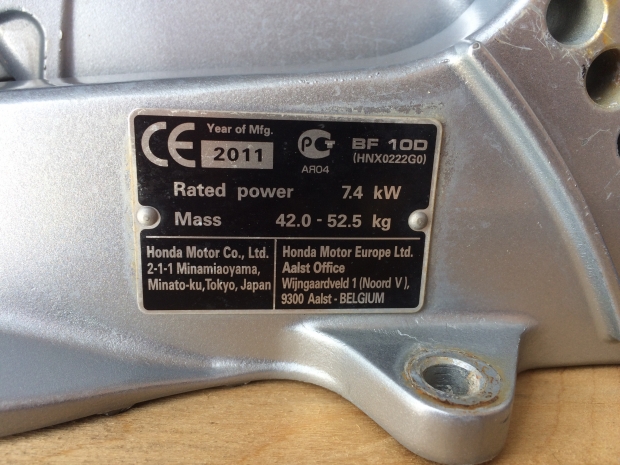 CE Year of Mfg. 2011 PCT АЯ04 BF 10D
(HNX0222G0)
Rated power 7.4 kW
Mass 42.0 - 52.5 kg
Honda Motor Co., Ltd.
2-1-1 Minamiaoyama,
Minato-ku,Tokyo, Japan
Honda Motor Europe Ltd.
Aalst Office
Wijngaardveld 1 (Noord V ),
9300 Aalst - BELGIUM